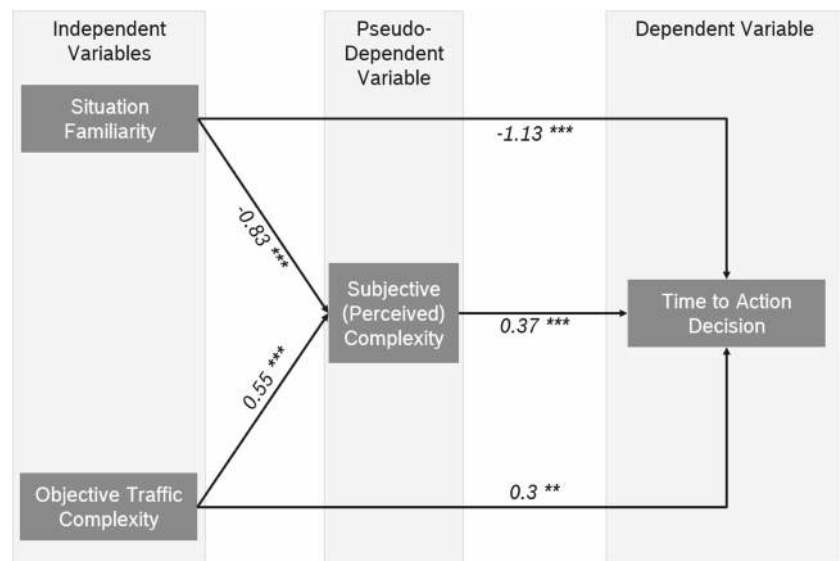 Independent
Variables
Pseudo-
Dependent
Variable
Dependent Variable
Situation
Familiarity
-1.13 ***
-0.83 ***
Subjective
(Perceived)
Complexity
0.37 ***
Time to Action
Decision
0.55 ***
Objective Traffic
Complexity
0.3 **